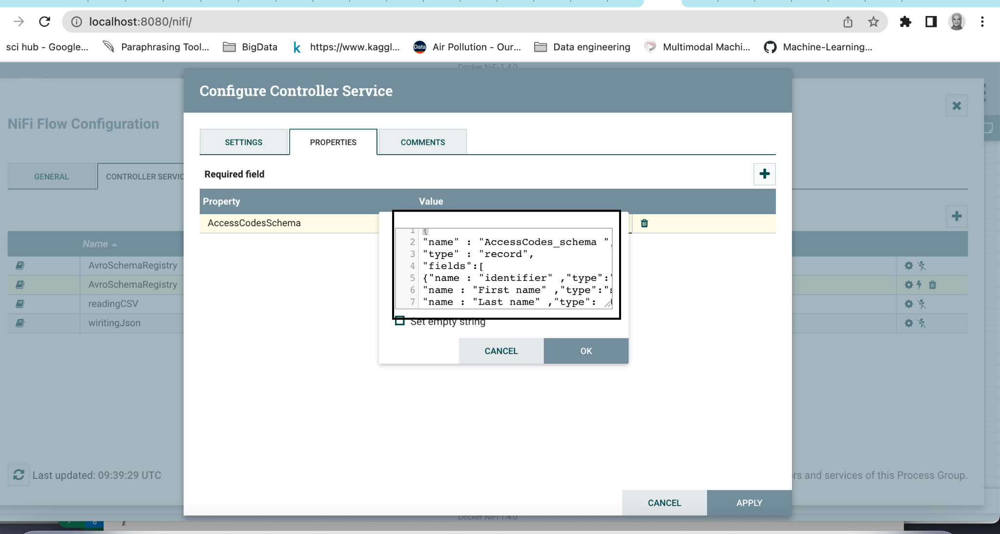 localhost:8080/nifi/
sci hub - Google... Paraphrasing Tool... BigData k https://www.kaggl... Data Air Pollution - Our... Data engineering Multimodal Machi... Machine-Learning...
Docker NiFi 1.4.0
Configure Controller Service
NiFi Flow Configuration
SETTINGS PROPERTIES COMMENTS
GENERAL CONTROLLER SERVIC
Required field
Property Value
AccessCodesSchema
Name
AvroSchemaRegistry
AvroSchemaRegistry
readingCSV
wiritingJson
1 {
2 "name" : "AccessCodes_schema ",
3 "type" : "record",
4 "fields":[
5 {"name : "identifier" ,"type":"
6 "name : "First name" ,"type":"s
7 "name : "Last name" ,"type":
Set empty string
CANCEL OK
Last updated: 09:39:29 UTC
rs and services of this Process Group.
CANCEL APPLY
Docker NiFi 1.4.0